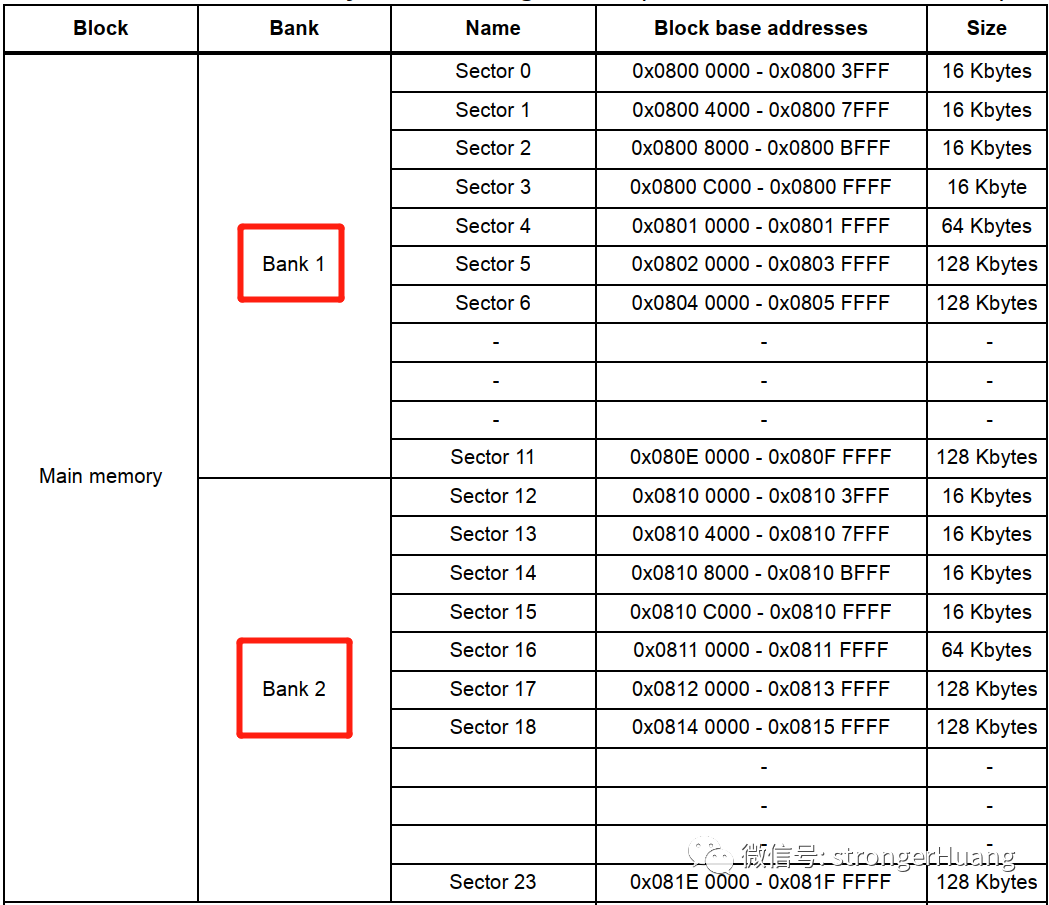 Block Bank Name Block base addresses Size
Sector 0 0x0800 0000 - 0x0800 3FFF 16 Kbytes
Sector 1 0x0800 4000 - 0x0800 7FFF 16 Kbytes
Sector 2 0x0800 8000 - 0x0800 BFFF 16 Kbytes
Sector 3 0x0800 C000 - 0x0800 FFFF 16 Kbyte
Sector 4 0x0801 0000 - 0x0801 FFFF 64 Kbytes
Bank 1 Sector 5 0x0802 0000 - 0x0803 FFFF 128 Kbytes
Sector 6 0x0804 0000 - 0x0805 FFFF 128 Kbytes
- - -
- - -
- - -
Sector 11 0x080E 0000 - 0x080F FFFF 128 Kbytes
Main memory
Sector 12 0x0810 0000 - 0x0810 3FFF 16 Kbytes
Sector 13 0x0810 4000 - 0x0810 7FFF 16 Kbytes
Sector 14 0x0810 8000 - 0x0810 BFFF 16 Kbytes
Sector 15 0x0810 C000 - 0x0810 FFFF 16 Kbytes
Sector 16 0x0811 0000 - 0x0811 FFFF 64 Kbytes
Bank 2 Sector 17 0x0812 0000 - 0x0813 FFFF 128 Kbytes
Sector 18 0x0814 0000 - 0x0815 FFFF 128 Kbytes
- -
- -
- -
微信号: strongerHuang
Sector 23 0x081E 0000 - 0x081F FFFF 128 Kbytes